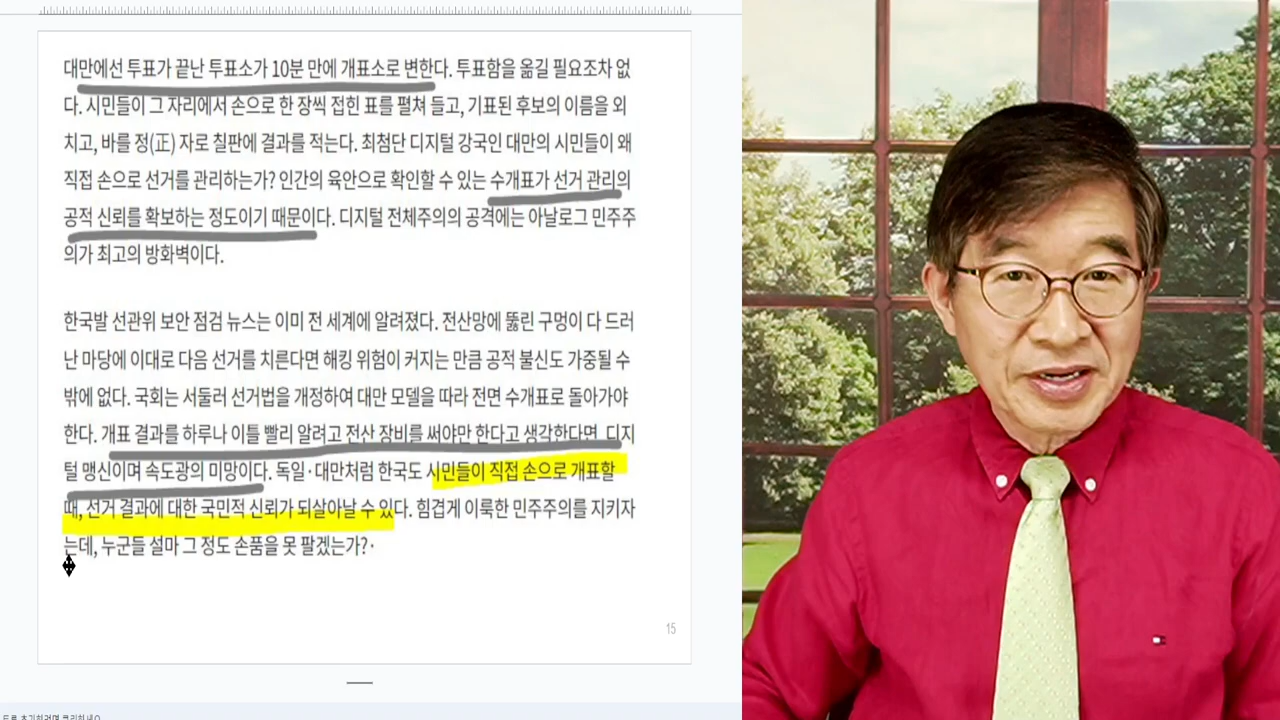 대만에선 투표가 끝난 투표소가 10분 만에 개표소로 변한다. 투표함을 옮길 필요조차 없
다. 시민들이 그 자리에서 손으로 한 장씩 접힌 표를 펼쳐 들고, 기표된 후보의 이름을 외
치고, 바를 정(正) 자로 칠판에 결과를 적는다. 최첨단 디지털 강국인 대만의 시민들이 왜
직접 손으로 선거를 관리하는가? 인간의 육안으로 확인할 수 있는 수개표가 선거 관리의
공적 신뢰를 확보하는 정도이기 때문이다. 디지털 전체주의의 공격에는 아날로그 민주주
의가 최고의 방화벽이다.
한국발 선관위 보안 점검 뉴스는 이미 전 세계에 알려졌다. 전산망에 뚫린 구멍이 다 드러
난 마당에 이대로 다음 선거를 치른다면 해킹 위험이 커지는 만큼 공적 불신도 가중될 수
밖에 없다. 국회는 서둘러 선거법을 개정하여 대만 모델을 따라 전면 수개표로 돌아가야
한다. 개표 결과를 하루나 이틀 빨리 알려고 전산 장비를 써야만 한다고 생각한다면, 디지
털 맹신이며 속도광의 미망이다. 독일·대만처럼 한국도 시민들이 직접 손으로 개표할
때, 선거 결과에 대한 국민적 신뢰가 되살아날 수 있다. 힘겹게 이룩한 민주주의를 지키자
는데, 누군들 설마 그 정도 손품을 못 팔겠는가?·
15